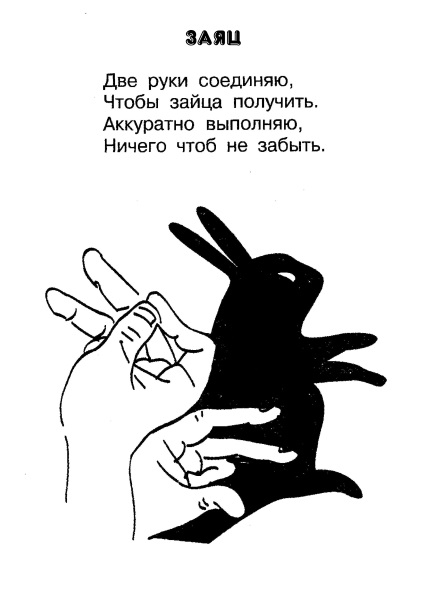 ЗАЯЦ
Две руки соединяю,
Чтобы зайца получить.
Аккуратно выполняю,
Ничего чтоб не забыть.